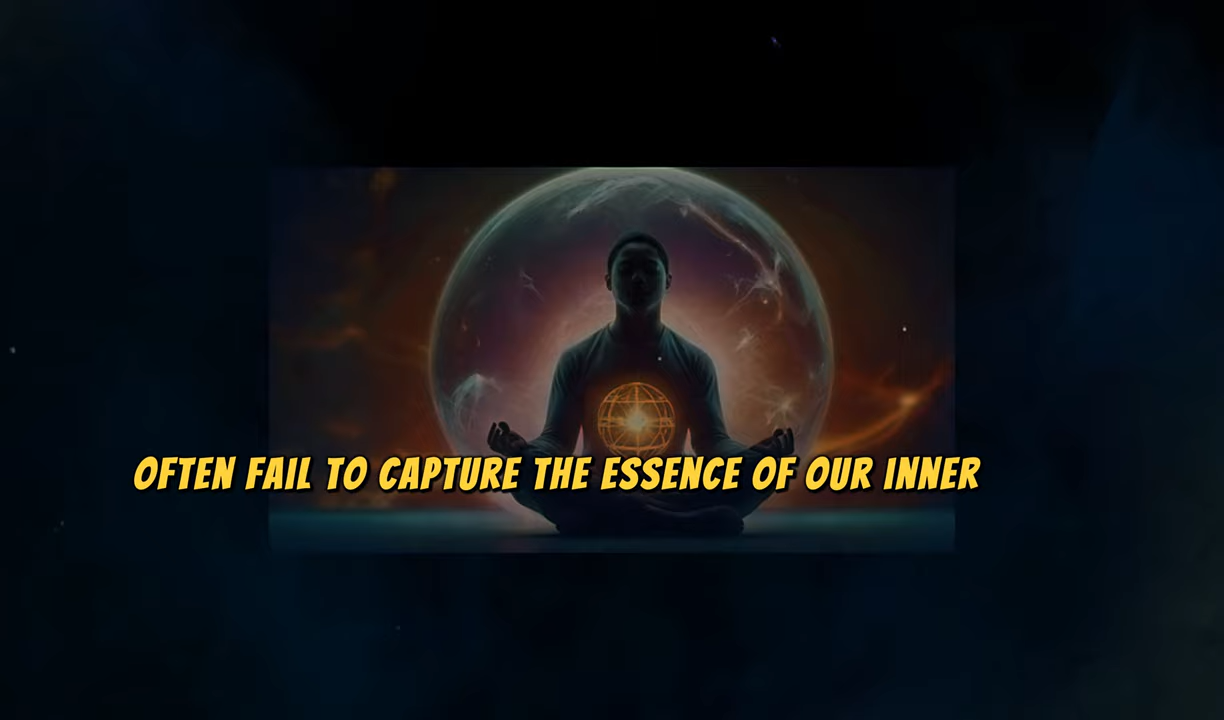 OFTEN FAIL TO CAPTURE THE ESSENCE OF OUR INNER